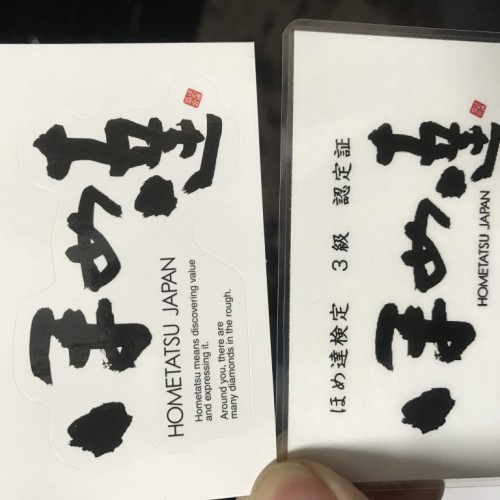 ほめ達
HOMETATSU JAPAN
Hometatsu means discovering value
and expressing it.
Around you, there are
many diamonds in the rough.
ほめ達検定 3級 認定証
ほめ達
HOMETATSU JAPAN